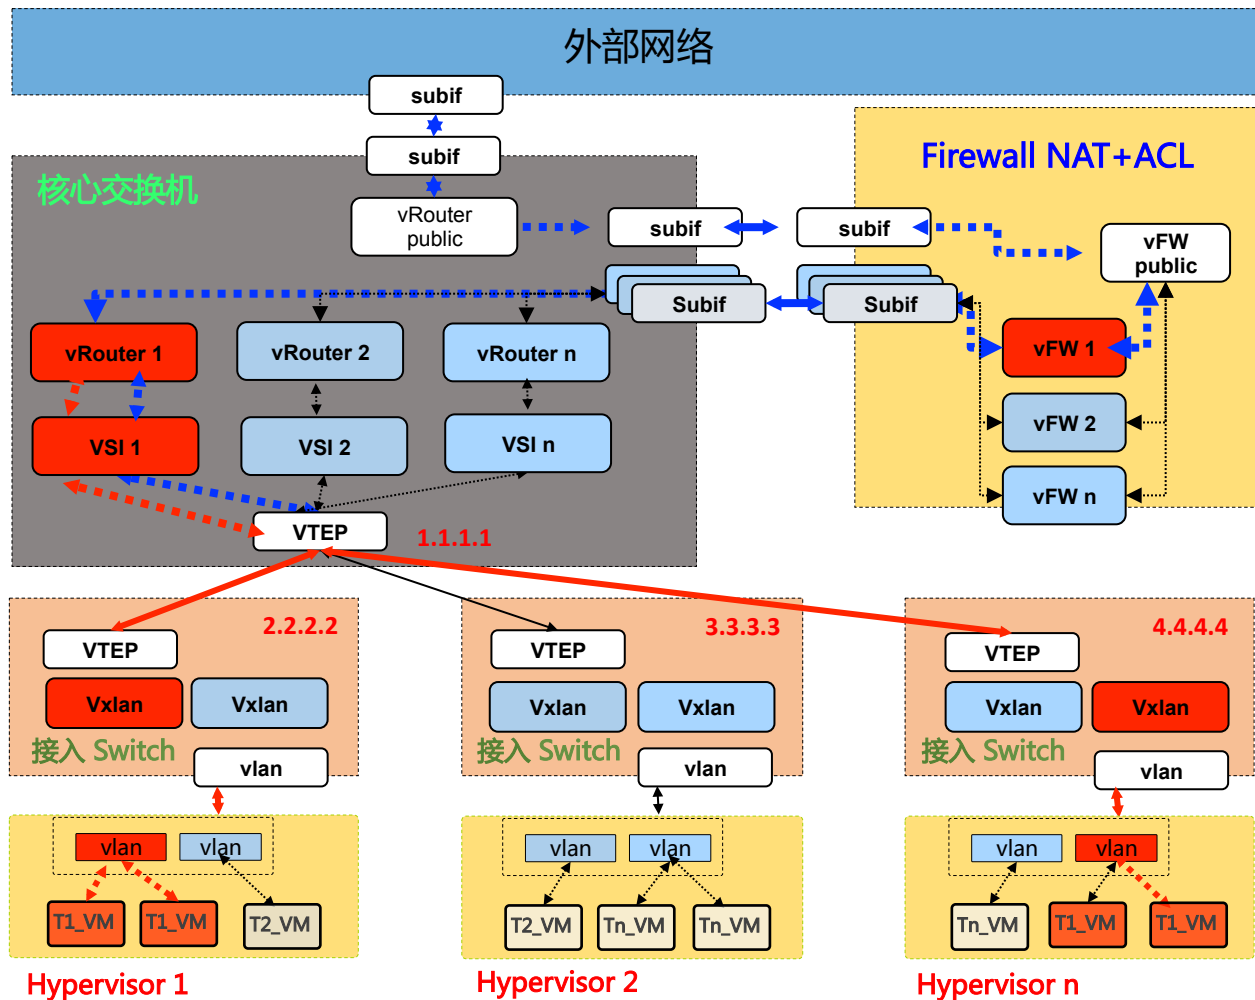 外部网络
subif
subif
核心交换机
Firewall NAT+ACL
vRouter
public
subif
subif
vFW
public
Subif
Subif
vRouter 1
vRouter 2
vRouter n
vFW 1
VSI 1
VSI 2
VSI n
vFW 2
vFW n
VTEP
1.1.1.1
2.2.2.2
VTEP
Vxlan
Vxlan
接入 Switch
vlan
3.3.3.3
VTEP
Vxlan
Vxlan
接入 Switch
vlan
4.4.4.4
VTEP
Vxlan
Vxlan
接入 Switch
vlan
vlan
vlan
T1_VM
T1_VM
T2_VM
Hypervisor 1
vlan
vlan
T2_VM
Tn_VM
Tn_VM
Hypervisor 2
vlan
vlan
Tn_VM
T1_VM
T1_VM
Hypervisor n